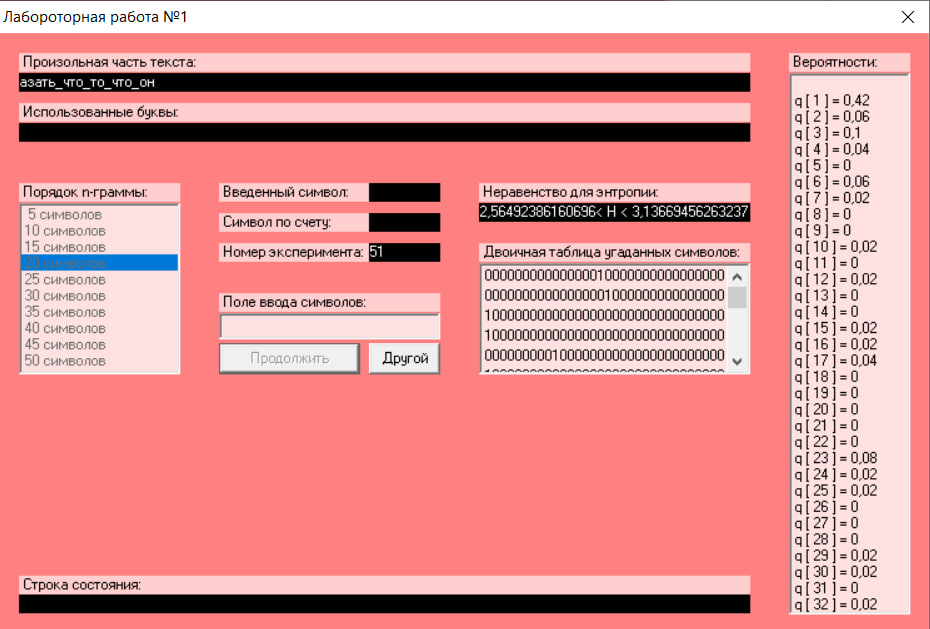 Лабороторная работа №1
Произольная часть текста:
азать_что_то_что_он
Использованные буквы:
Порядок n-граммы:
5 символов
10 символов
15 символов
20 символов
25 символов
30 символов
35 символов
40 символов
45 символов
50 символов
Введенный символ:
Символ по счету:
Номер эксперимента: 51
Поле ввода символов:
Продолжить
Другой
Неравенство для энтропии:
2,56492386160696< H < 3,13669456263237
Двоичная таблица угаданных символов:
00000000000000001000000000000000
00000000000000001000000000000000
10000000000000000000000000000000
10000000000000000000000000000000
00000000010000000000000000000000
Строка состояния:
Вероятности:
q [ 1 ] = 0,42
q [ 2 ] = 0,06
q [ 3 ] = 0,1
q [ 4 ] = 0,04
q [ 5 ] = 0
q [ 6 ] = 0,06
q [ 7 ] = 0,02
q [ 8 ] = 0
q [ 9 ] = 0
q [ 10 ] = 0,02
q [ 11 ] = 0
q [ 12 ] = 0,02
q [ 13 ] = 0
q [ 14 ] = 0
q [ 15 ] = 0,02
q [ 16 ] = 0,02
q [ 17 ] = 0,04
q [ 18 ] = 0
q [ 19 ] = 0
q [ 20 ] = 0
q [ 21 ] = 0
q [ 22 ] = 0
q [ 23 ] = 0,08
q [ 24 ] = 0,02
q [ 25 ] = 0,02
q [ 26 ] = 0
q [ 27 ] = 0
q [ 28 ] = 0
q [ 29 ] = 0,02
q [ 30 ] = 0,02
q [ 31 ] = 0
q [ 32 ] = 0,02